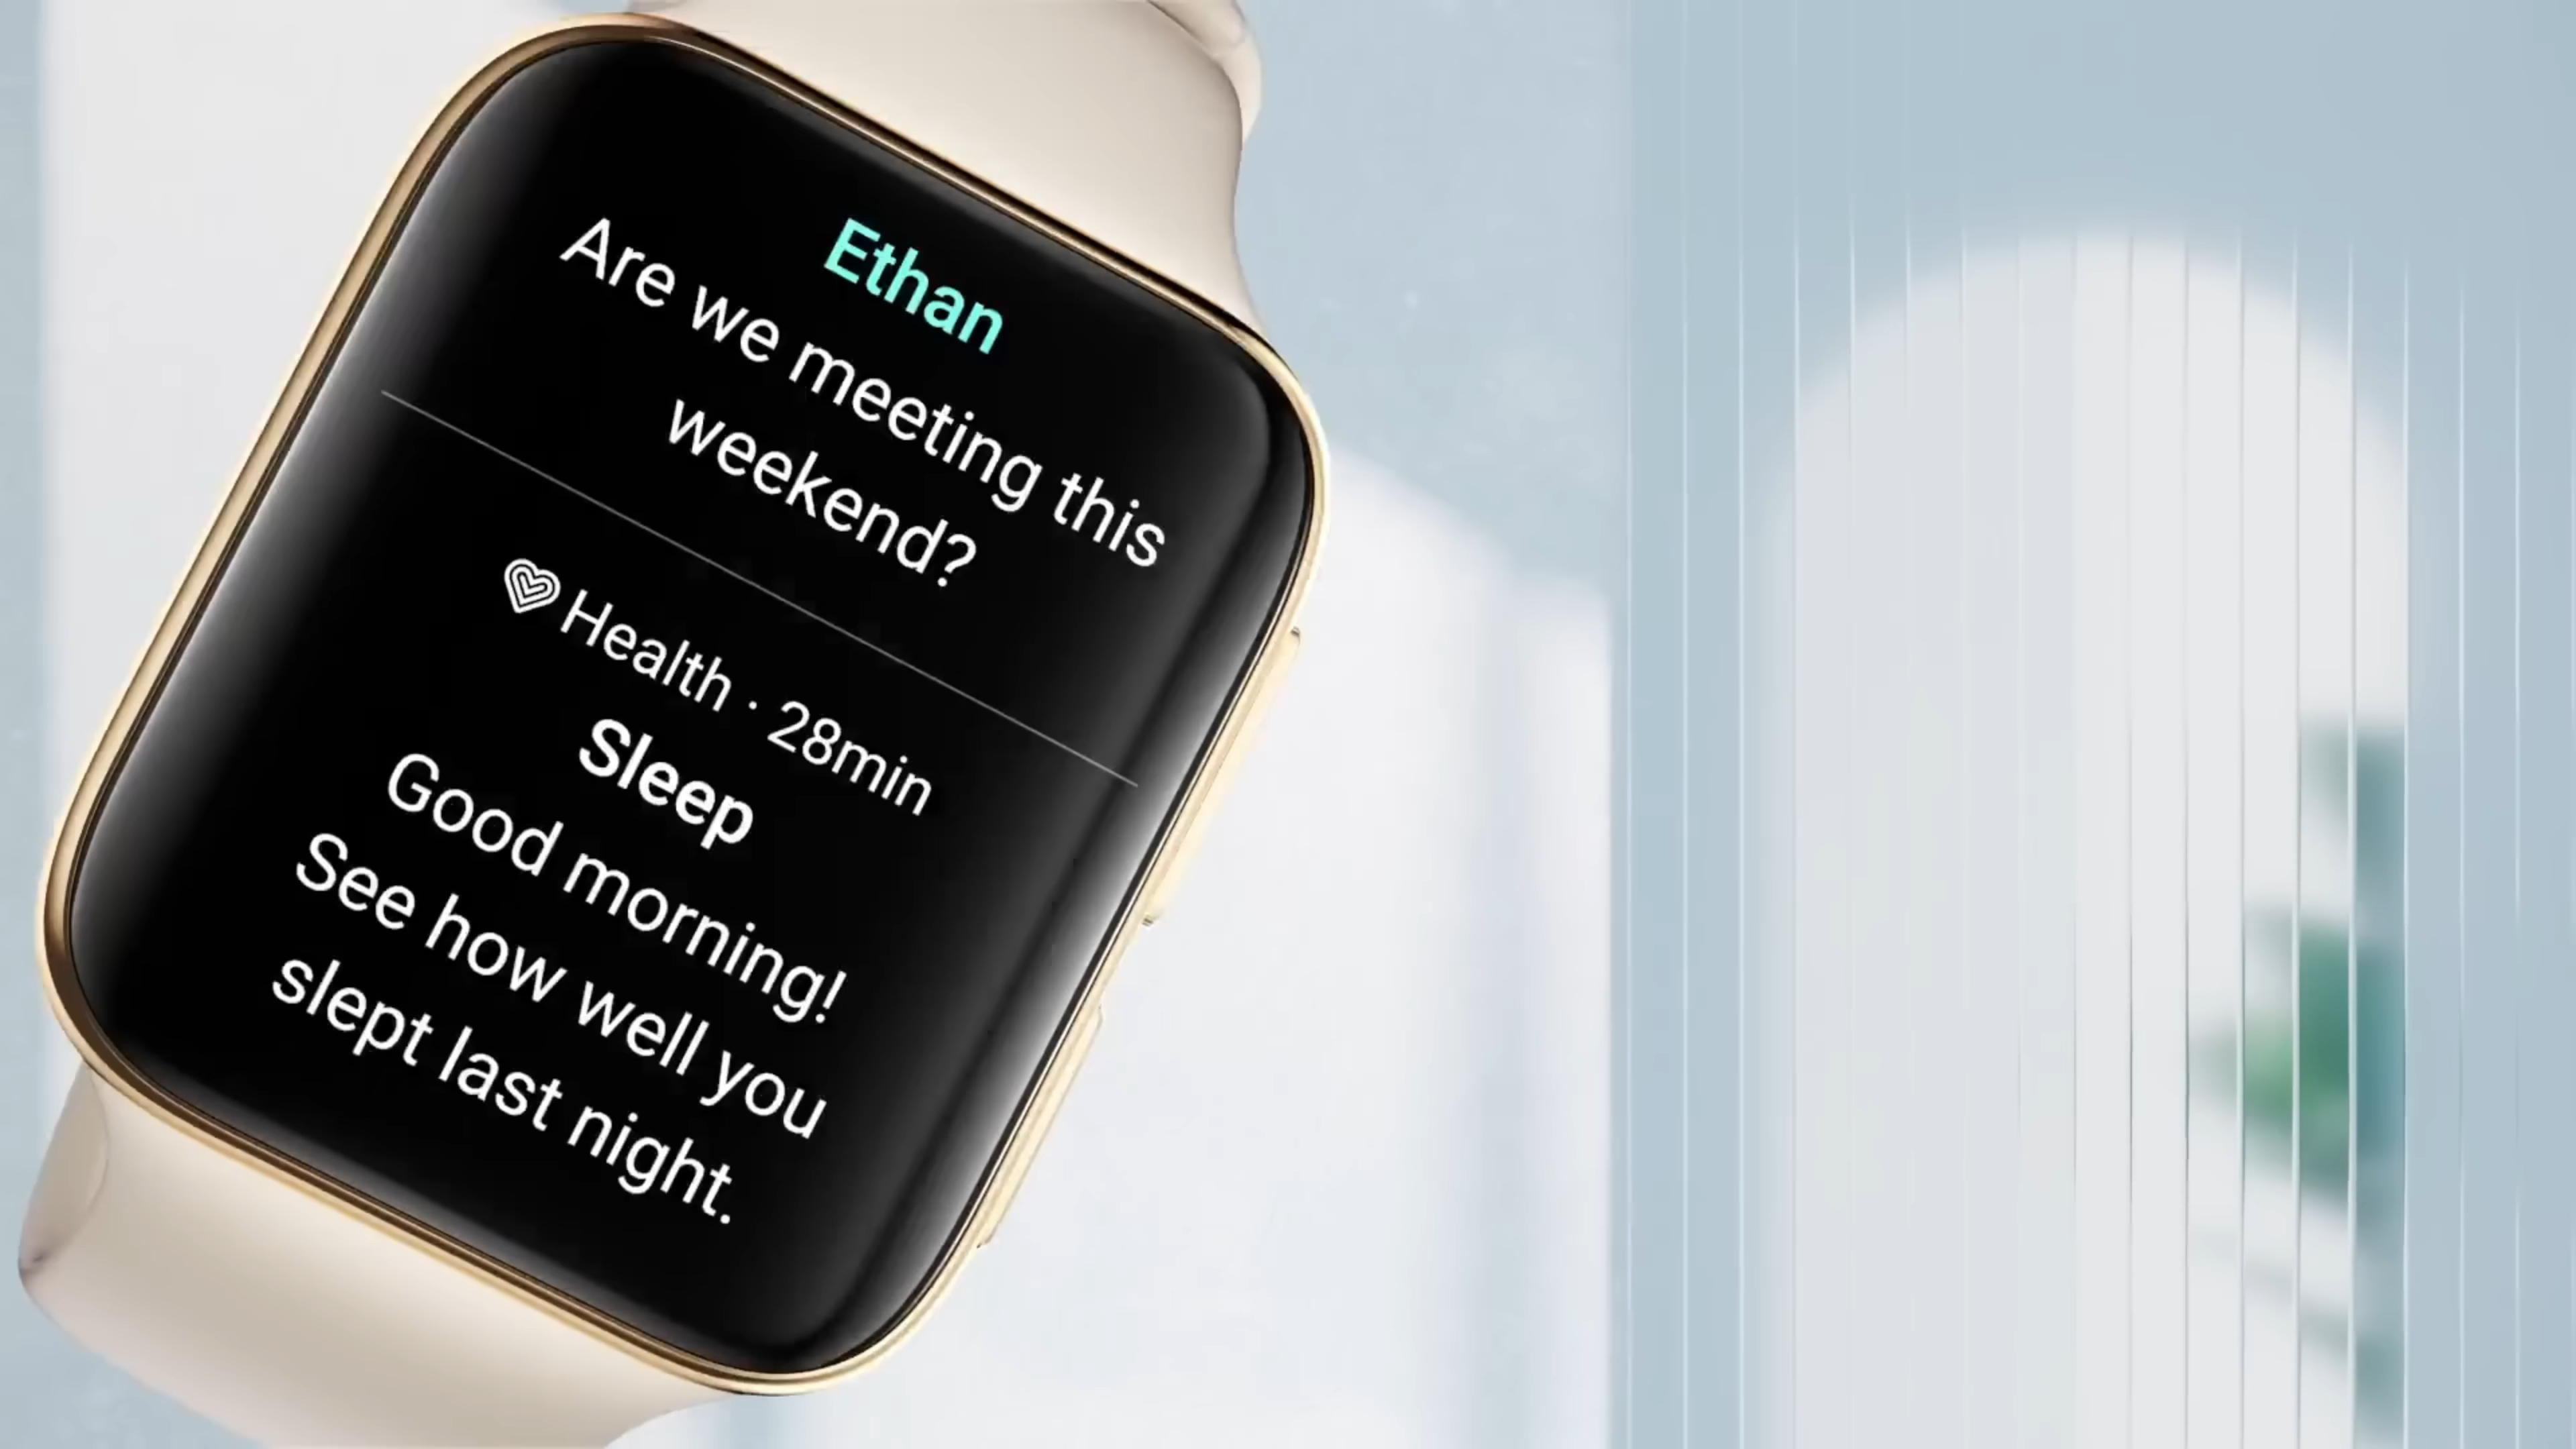 Ethan
Are we meeting this
weekend?
Health · 28min
Sleep
Good morning!
See how well you
slept last night.